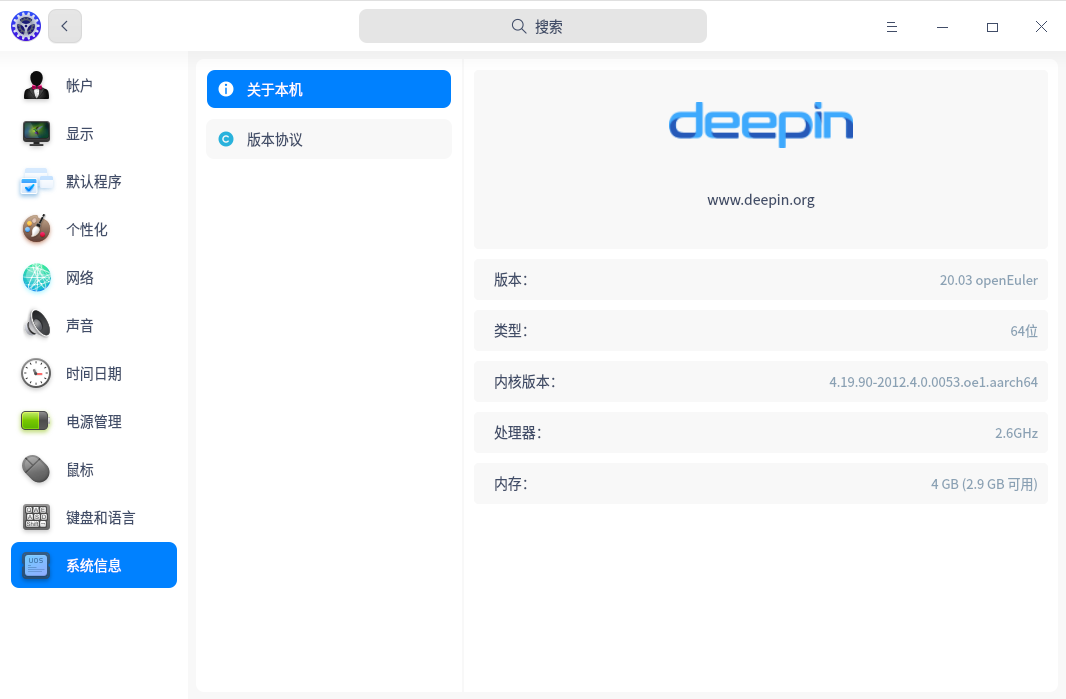 搜索
帐户
显示
默认程序
个性化
网络
声音
时间日期
电源管理
鼠标
键盘和语言
UOS
系统信息
关于本机
版本协议
deepin
www.deepin.org
版本： 20.03 openEuler
类型： 64位
内核版本： 4.19.90-2012.4.0.0053.oe1.aarch64
处理器： 2.6GHz
内存： 4 GB (2.9 GB 可用)